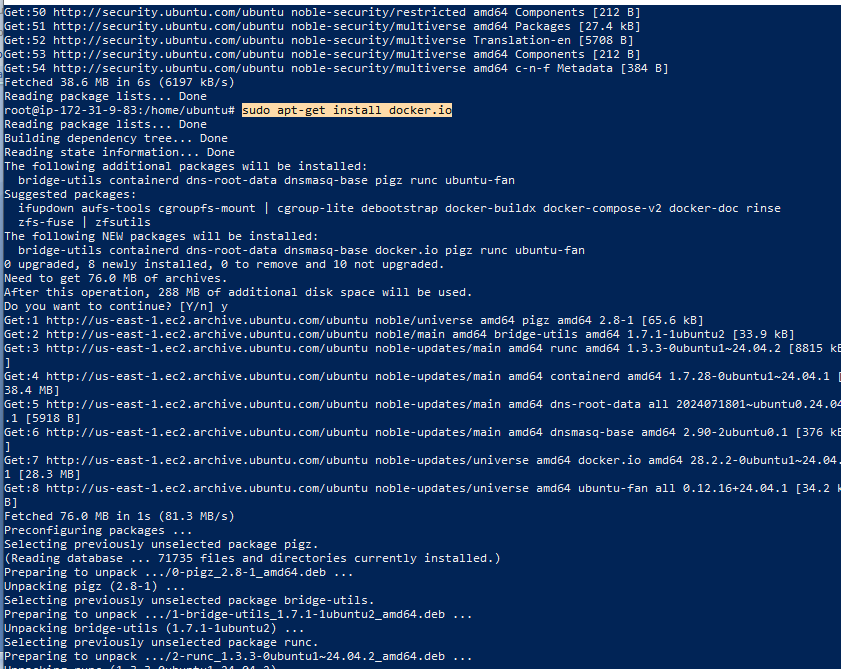 Get:50 http://security.ubuntu.com/ubuntu noble-security/restricted amd64 Components [212 B]
Get:51 http://security.ubuntu.com/ubuntu noble-security/multiverse amd64 Packages [27.4 kB]
Get:52 http://security.ubuntu.com/ubuntu noble-security/multiverse Translation-en [5708 B]
Get:53 http://security.ubuntu.com/ubuntu noble-security/multiverse amd64 Components [212 B]
Get:54 http://security.ubuntu.com/ubuntu noble-security/multiverse amd64 c-n-f Metadata [384 B]
Fetched 38.6 MB in 6s (6197 kB/s)
Reading package lists... Done
root@ip-172-31-9-83:/home/ubuntu# sudo apt-get install docker.io
Reading package lists... Done
Building dependency tree... Done
Reading state information... Done
The following additional packages will be installed:
  bridge-utils containerd dns-root-data dnsmasq-base pigz runc ubuntu-fan
Suggested packages:
  ifupdown aufs-tools cgroupfs-mount | cgroup-lite debootstrap docker-buildx docker-compose-v2 docker-doc rinse
  zfs-fuse | zfsutils
The following NEW packages will be installed:
  bridge-utils containerd dns-root-data dnsmasq-base docker.io pigz runc ubuntu-fan
0 upgraded, 8 newly installed, 0 to remove and 10 not upgraded.
Need to get 76.0 MB of archives.
After this operation, 288 MB of additional disk space will be used.
Do you want to continue? [Y/n] y
Get:1 http://us-east-1.ec2.archive.ubuntu.com/ubuntu noble/universe amd64 pigz amd64 2.8-1 [65.6 kB]
Get:2 http://us-east-1.ec2.archive.ubuntu.com/ubuntu noble/main amd64 bridge-utils amd64 1.7.1-1ubuntu2 [33.9 kB]
Get:3 http://us-east-1.ec2.archive.ubuntu.com/ubuntu noble-updates/main amd64 runc amd64 1.3.3-0ubuntu1~24.04.2 [8815 kB
]
Get:4 http://us-east-1.ec2.archive.ubuntu.com/ubuntu noble-updates/main amd64 containerd amd64 1.7.28-0ubuntu1~24.04.1 [
38.4 MB]
Get:5 http://us-east-1.ec2.archive.ubuntu.com/ubuntu noble-updates/main amd64 dns-root-data all 2024071801~ubuntu0.24.04
.1 [5918 B]
Get:6 http://us-east-1.ec2.archive.ubuntu.com/ubuntu noble-updates/main amd64 dnsmasq-base amd64 2.90-2ubuntu0.1 [376 kB
]
Get:7 http://us-east-1.ec2.archive.ubuntu.com/ubuntu noble-updates/universe amd64 docker.io amd64 28.2.2-0ubuntu1~24.04.
1 [28.3 MB]
Get:8 http://us-east-1.ec2.archive.ubuntu.com/ubuntu noble-updates/universe amd64 ubuntu-fan all 0.12.16+24.04.1 [34.2 k
B]
Fetched 76.0 MB in 1s (81.3 MB/s)
Preconfiguring packages ...
Selecting previously unselected package pigz.
(Reading database ... 71735 files and directories currently installed.)
Preparing to unpack .../0-pigz_2.8-1_amd64.deb ...
Unpacking pigz (2.8-1) ...
Selecting previously unselected package bridge-utils.
Preparing to unpack .../1-bridge-utils_1.7.1-1ubuntu2_amd64.deb ...
Unpacking bridge-utils (1.7.1-1ubuntu2) ...
Selecting previously unselected package runc.
Preparing to unpack .../2-runc_1.3.3-0ubuntu1~24.04.2_amd64.deb ...